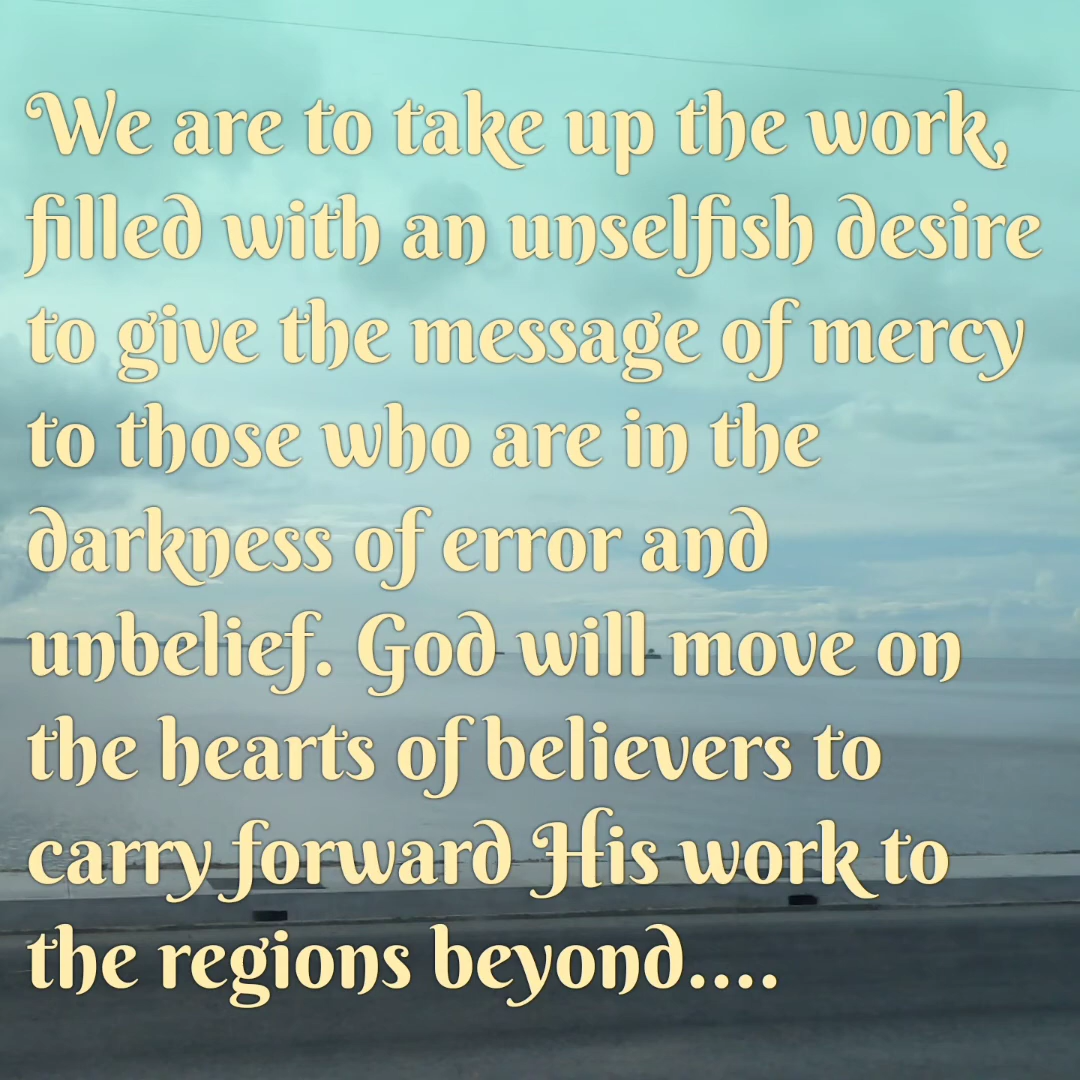 We are to take up the work,
filled with an unselfish desire
to give the message of mercy
to those who are in the
darkness of error and
unbelief. God will move on
the hearts of believers to
carry forward His work to
the regions beyond....